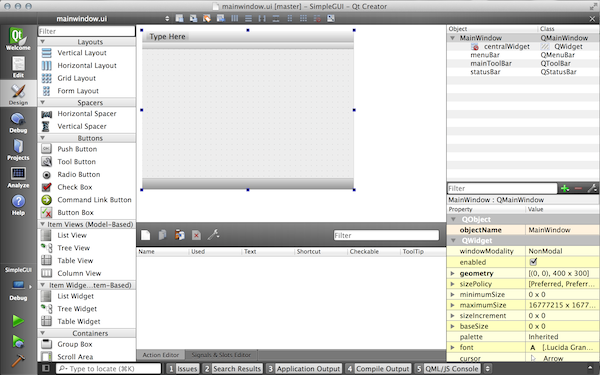 mainwindow.ui [master] - SimpleGUI - Qt Creator
mainwindow.ui
Qt
Welcome
Edit
Design
Debug
Projects
Analyze
Help
SimpleGUI
Debug
Filter
Layouts
Vertical Layout
Horizontal Layout
Grid Layout
Form Layout
Spacers
Horizontal Spacer
Vertical Spacer
Buttons
Push Button
Tool Button
Radio Button
Check Box
Command Link Button
Button Box
Item Views (Model-Based)
List View
Tree View
Table View
Column View
Item Widge...tem-Based)
List Widget
Tree Widget
Table Widget
Containers
Group Box
Scroll Area
Type Here
Filter
Name Used Text Shortcut Checkable ToolTip
Action Editor Signals & Slots Editor
Object Class
MainWindow QMainWindow
centralWidget QWidget
menuBar QMenuBar
mainToolBar QToolBar
statusBar QStatusBar
Filter
MainWindow : QMainWindow
Property Value
QObject
objectName MainWindow
QWidget
windowModality NonModal
enabled
geometry [(0, 0), 400 x 300]
sizePolicy [Preferred, Preferr...
minimumSize 0 x 0
maximumSize 16777215 x 1677...
sizeIncrement 0 x 0
baseSize 0 x 0
palette Inherited
font A [.Lucida Gran...
cursor Arrow
Type to locate (⌘K) 1 Issues 2 Search Results 3 Application Output 4 Compile Output 5 QML/JS Console